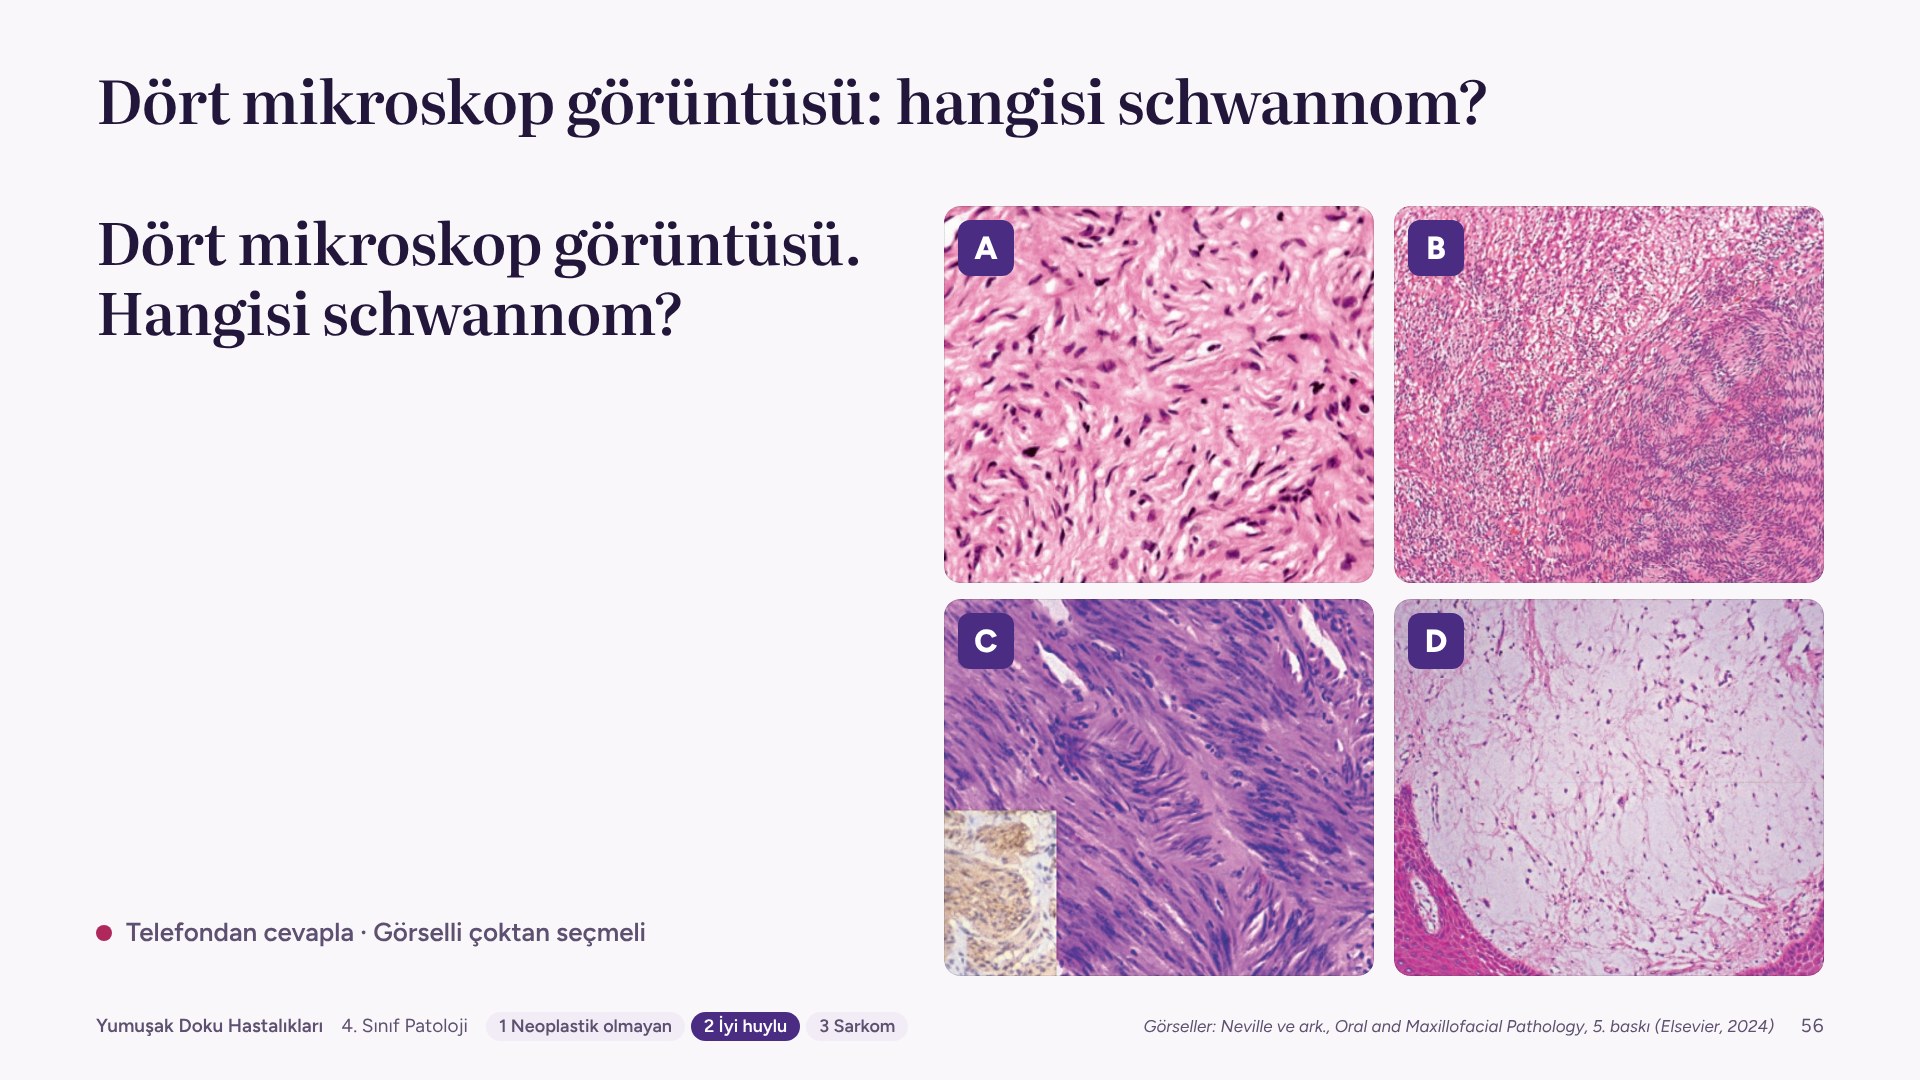 Dört mikroskop görüntüsü: hangisi schwannom?
Dört mikroskop görüntüsü.
Hangisi schwannom?
A
B
C
D
Telefondan cevapla · Görselli çoktan seçmeli
Yumuşak Doku Hastalıkları 4. Sınıf Patoloji 1 Neoplastik olmayan 2 İyi huylu 3 Sarkom
Görseller: Neville ve ark., Oral and Maxillofacial Pathology, 5. baskı (Elsevier, 2024) 56